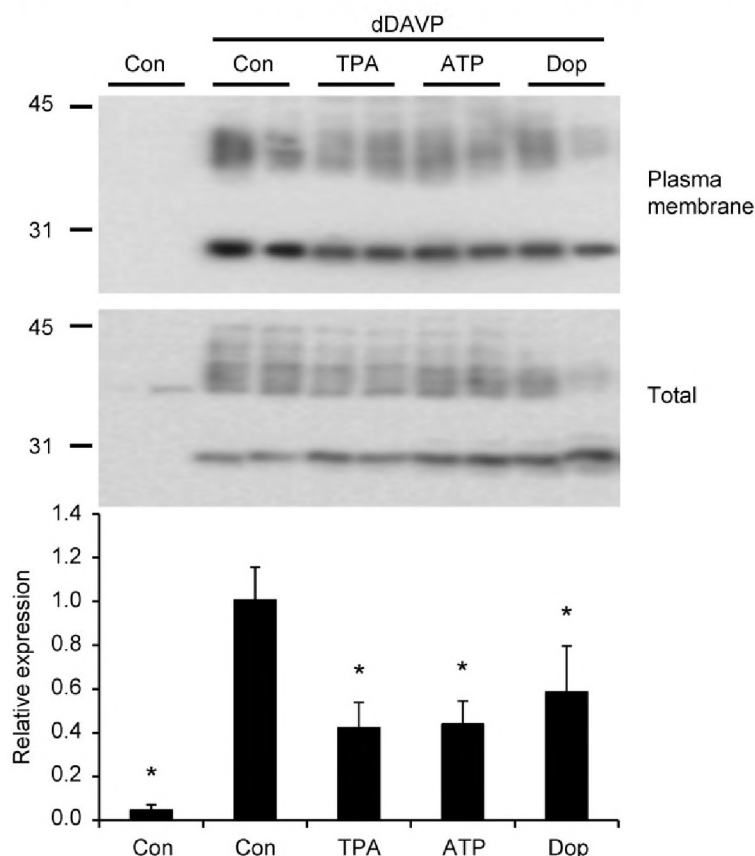 dDAVP
Con Con TPA ATP Dop
45
31
Plasma
membrane
45
31
Total
Relative expression
1.4
1.2
1.0
0.8
0.6
0.4
0.2
0.0
* * * *
Con Con TPA ATP Dop